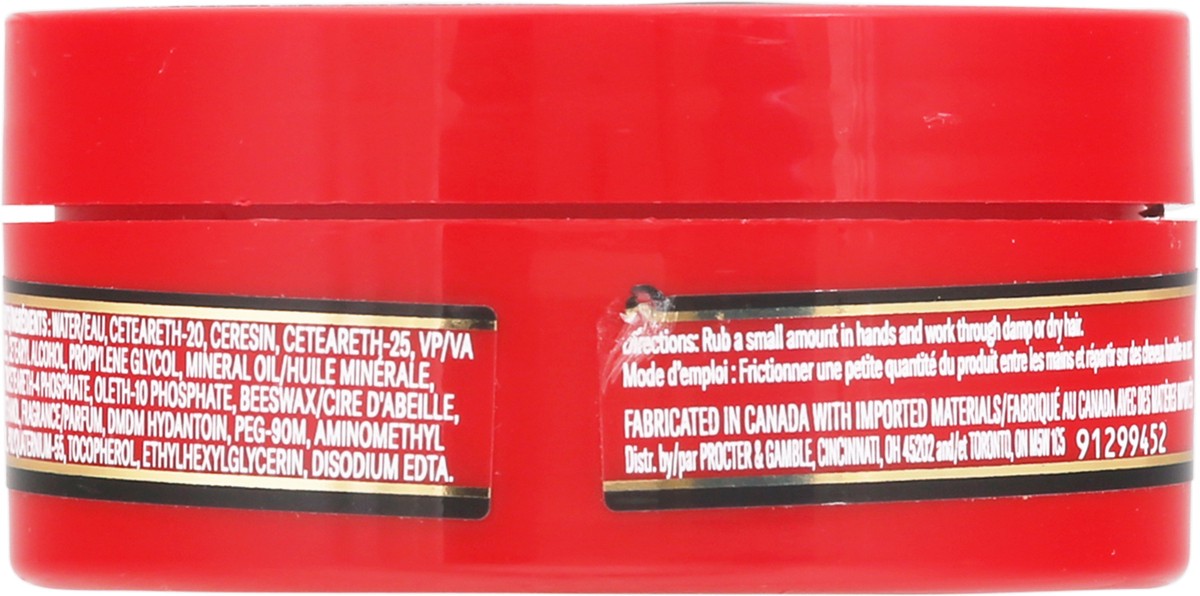 INGRÉDIENTS: WATER/EAU, CETEARETH-20, CERESIN, CETEARETH-25, VP/VA
ALCOHOL, PROPYLENE GLYCOL, MINERAL OIL/HUILE MINÉRALE,
PHOSPHATE, OLETH-10 PHOSPHATE, BEESWAX/CIRE D'ABEILLE,
FRAGRANCE/PARFUM, DMDM HYDANTOIN, PEG-90M, AMINOMETHYL
TOCOPHEROL, ETHYLHEXYLGLYCERIN, DISODIUM EDTA.
Directions: Rub a small amount in hands and work through damp or dry hair.
Mode d'emploi : Frictionner une petite quantité du produit entre les mains et répartir sur des cheveux
FABRICATED IN CANADA WITH IMPORTED MATERIALS/FABRIQUÉ AU CANADA AVEC DES MATIÈRES
Distr. by/par PROCTER & GAMBLE, CINCINNATI, OH 45202 and/et TORONTO, ON M5W 1C5 91299452